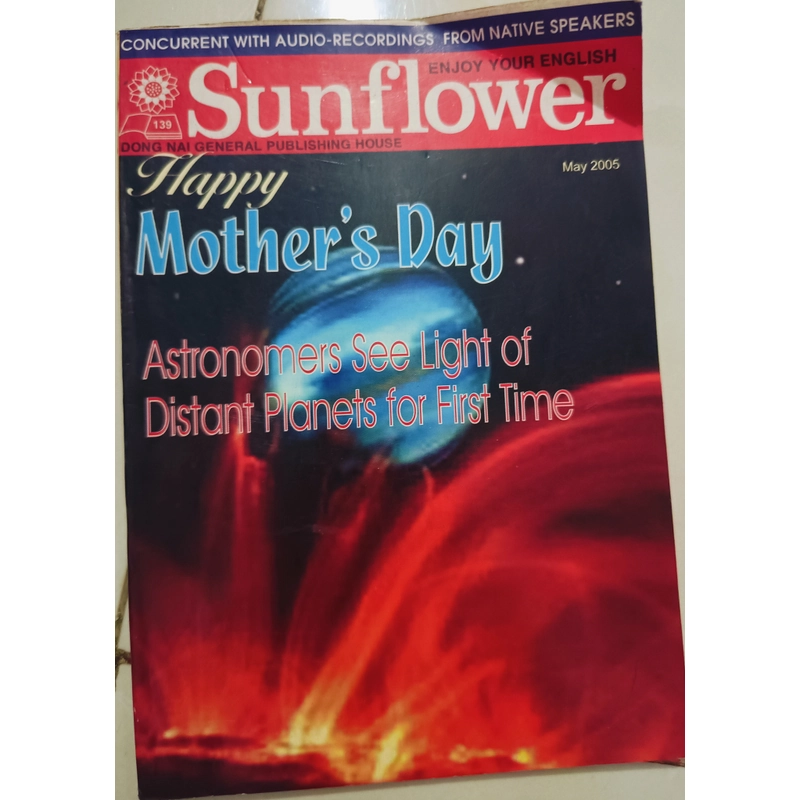 CONCURRENT WITH AUDIO-RECORDINGS FROM NATIVE SPEAKERS
ENJOY YOUR ENGLISH
Sunflower
139
DONG NAI GENERAL PUBLISHING HOUSE
May 2005
Happy
Mother's Day
Astronomers See Light of
Distant Planets for First Time